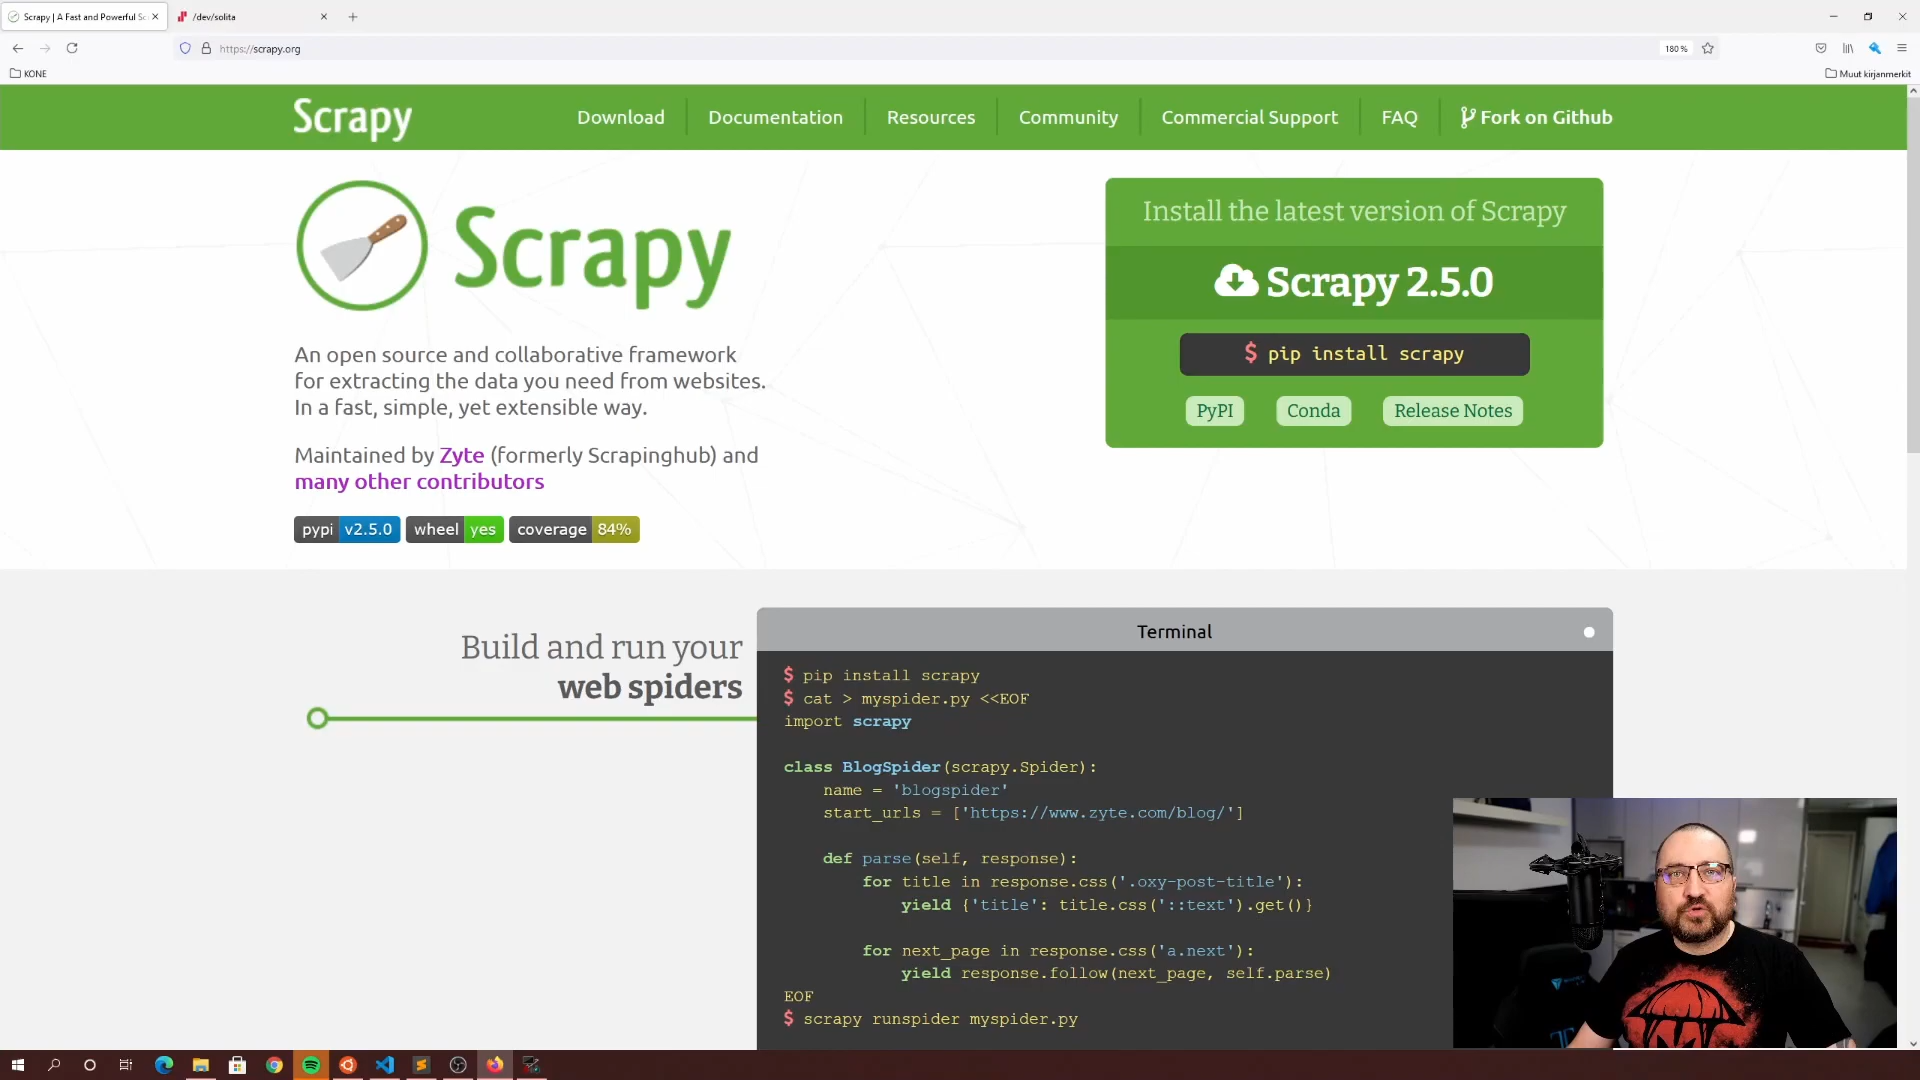 Scrapy | A Fast and Powerful Sc
/dev/solita
https://scrapy.org
180 %
KONE
Muut kirjanmerkit
Scrapy
Download
Documentation
Resources
Community
Commercial Support
FAQ
Fork on Github
Scrapy
An open source and collaborative framework
for extracting the data you need from websites.
In a fast, simple, yet extensible way.
Maintained by Zyte (formerly Scrapinghub) and
many other contributors
pypi v2.5.0 wheel yes coverage 84%
Install the latest version of Scrapy
Scrapy 2.5.0
$ pip install scrapy
PyPI
Conda
Release Notes
Build and run your
web spiders
Terminal
$ pip install scrapy
$ cat > myspider.py <<EOF
import scrapy
class BlogSpider(scrapy.Spider):
name = 'blogspider'
start_urls = ['https://www.zyte.com/blog/']
def parse(self, response):
for title in response.css('.oxy-post-title'):
yield {'title': title.css('::text').get()}
for next_page in response.css('a.next'):
yield response.follow(next_page, self.parse)
EOF
$ scrapy runspider myspider.py